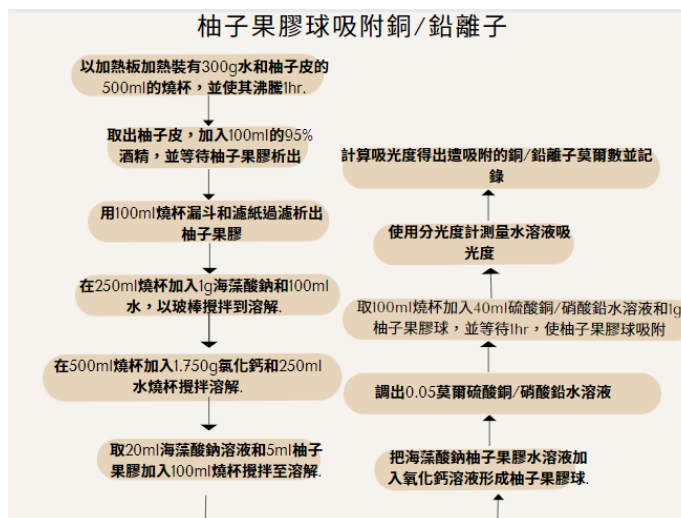 柚子果膠球吸附銅/鉛離子
以加熱板加熱裝有300g水和柚子皮的
500ml的燒杯，並使其沸騰1hr.
取出柚子皮，加入100ml的95%
酒精，並等待柚子果膠析出
用100ml燒杯漏斗和濾紙過濾析出
柚子果膠
在250ml燒杯加入1g海藻酸鈉和100ml
水，以玻棒攪拌到溶解.
在500ml燒杯加入1.750g氯化鈣和250ml
水燒杯攪拌溶解.
取20ml海藻酸鈉溶液和5ml柚子
果膠加入100ml燒杯攪拌至溶解.
把海藻酸鈉柚子果膠水溶液加
入氧化鈣溶液形成柚子果膠球.
調出0.05莫爾硫酸銅/硝酸鉛水溶液
取100ml燒杯加入40ml硫酸銅/硝酸鉛水溶液和1g
柚子果膠球，並等待1hr，使柚子果膠球吸附
使用分光度計測量水溶液吸
光度
計算吸光度得出遭吸附的銅/鉛離子莫爾數並記
錄